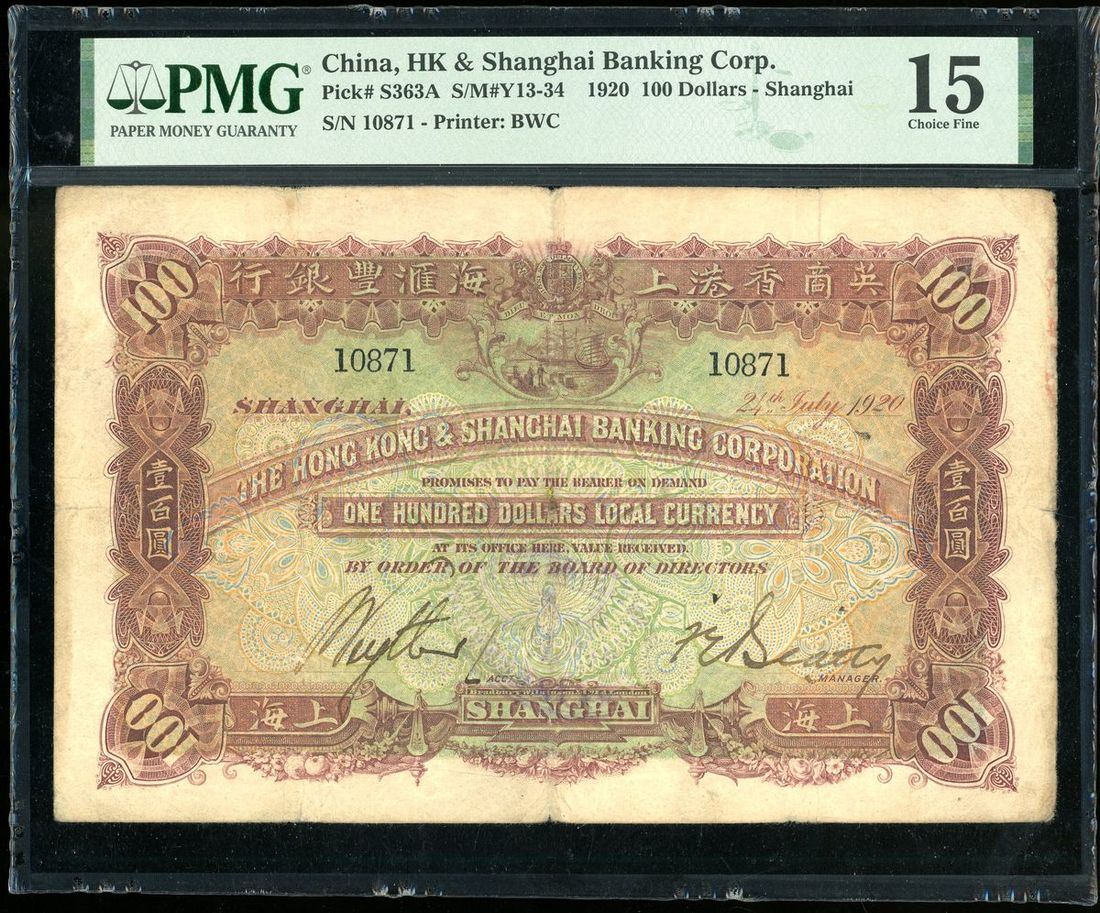 PMG®
PAPER MONEY GUARANTY
China, HK & Shanghai Banking Corp.
Pick# S363A S/M#Y13-34 1920 100 Dollars - Shanghai
S/N 10871 - Printer: BWC
15
Choice Fine
100
行銀豐滙海
上港香商英
100
DIEU ET MON DROIT
10871
10871
SHANGHAI,
24th July 1920
THE HONG KONG & SHANGHAI BANKING CORPORATION
PROMISES TO PAY THE BEARER ON DEMAND
ONE HUNDRED DOLLARS LOCAL CURRENCY
AT ITS OFFICE HERE, VALUE RECEIVED.
BY ORDER OF THE BOARD OF DIRECTORS
壹百圓
壹百圓
ACCT
MANAGER.
100
海上
SHANGHAI
海上
100